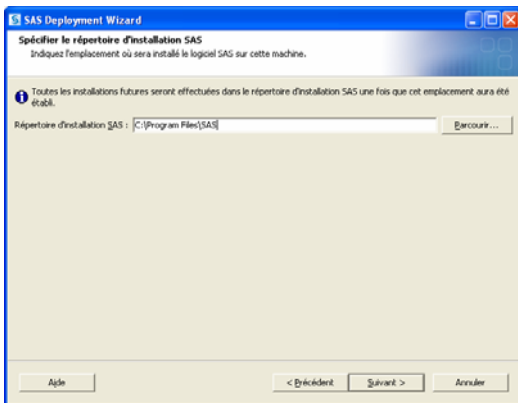 SAS Deployment Wizard
Spécifier le répertoire d'installation SAS
Indiquez l'emplacement où sera installé le logiciel SAS sur cette machine.
Toutes les installations futures seront effectuées dans le répertoire d'installation SAS une fois que cet emplacement aura été
établi.
Répertoire d'installation SAS : C:\Program Files\SAS Parcourir...
Aide < Précédent Suivant > Annuler